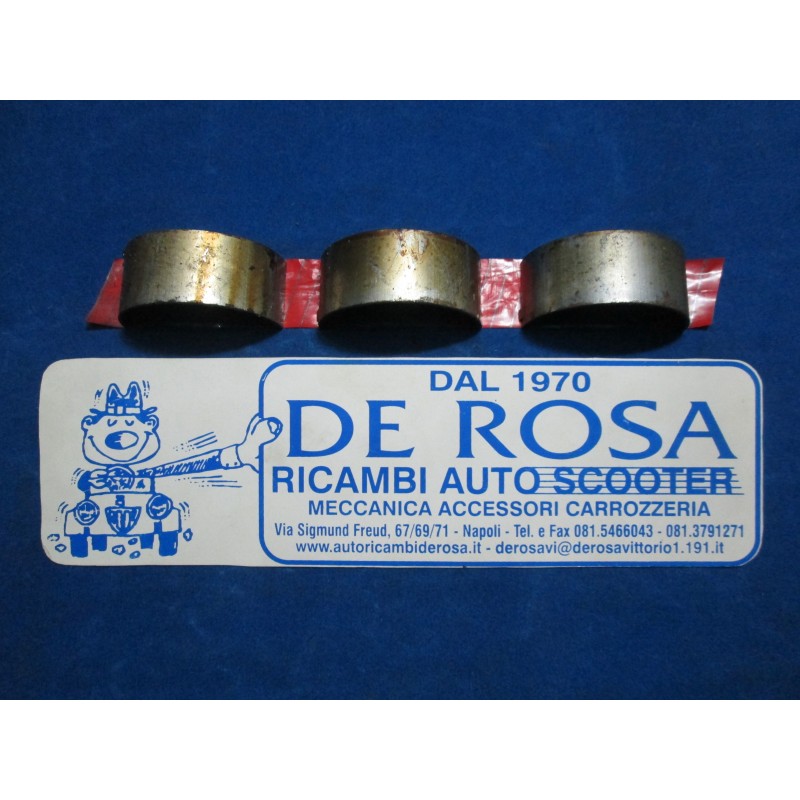 DAL 1970
DE ROSA
RICAMBI AUTO SCOOTER
MECCANICA ACCESSORI CARROZZERIA
Via Sigmund Freud, 67/69/71 - Napoli - Tel. e Fax 081.5466043 - 081.3791271
www.autoricambiderosa.it - derosavi@derosavittorio1.191.it